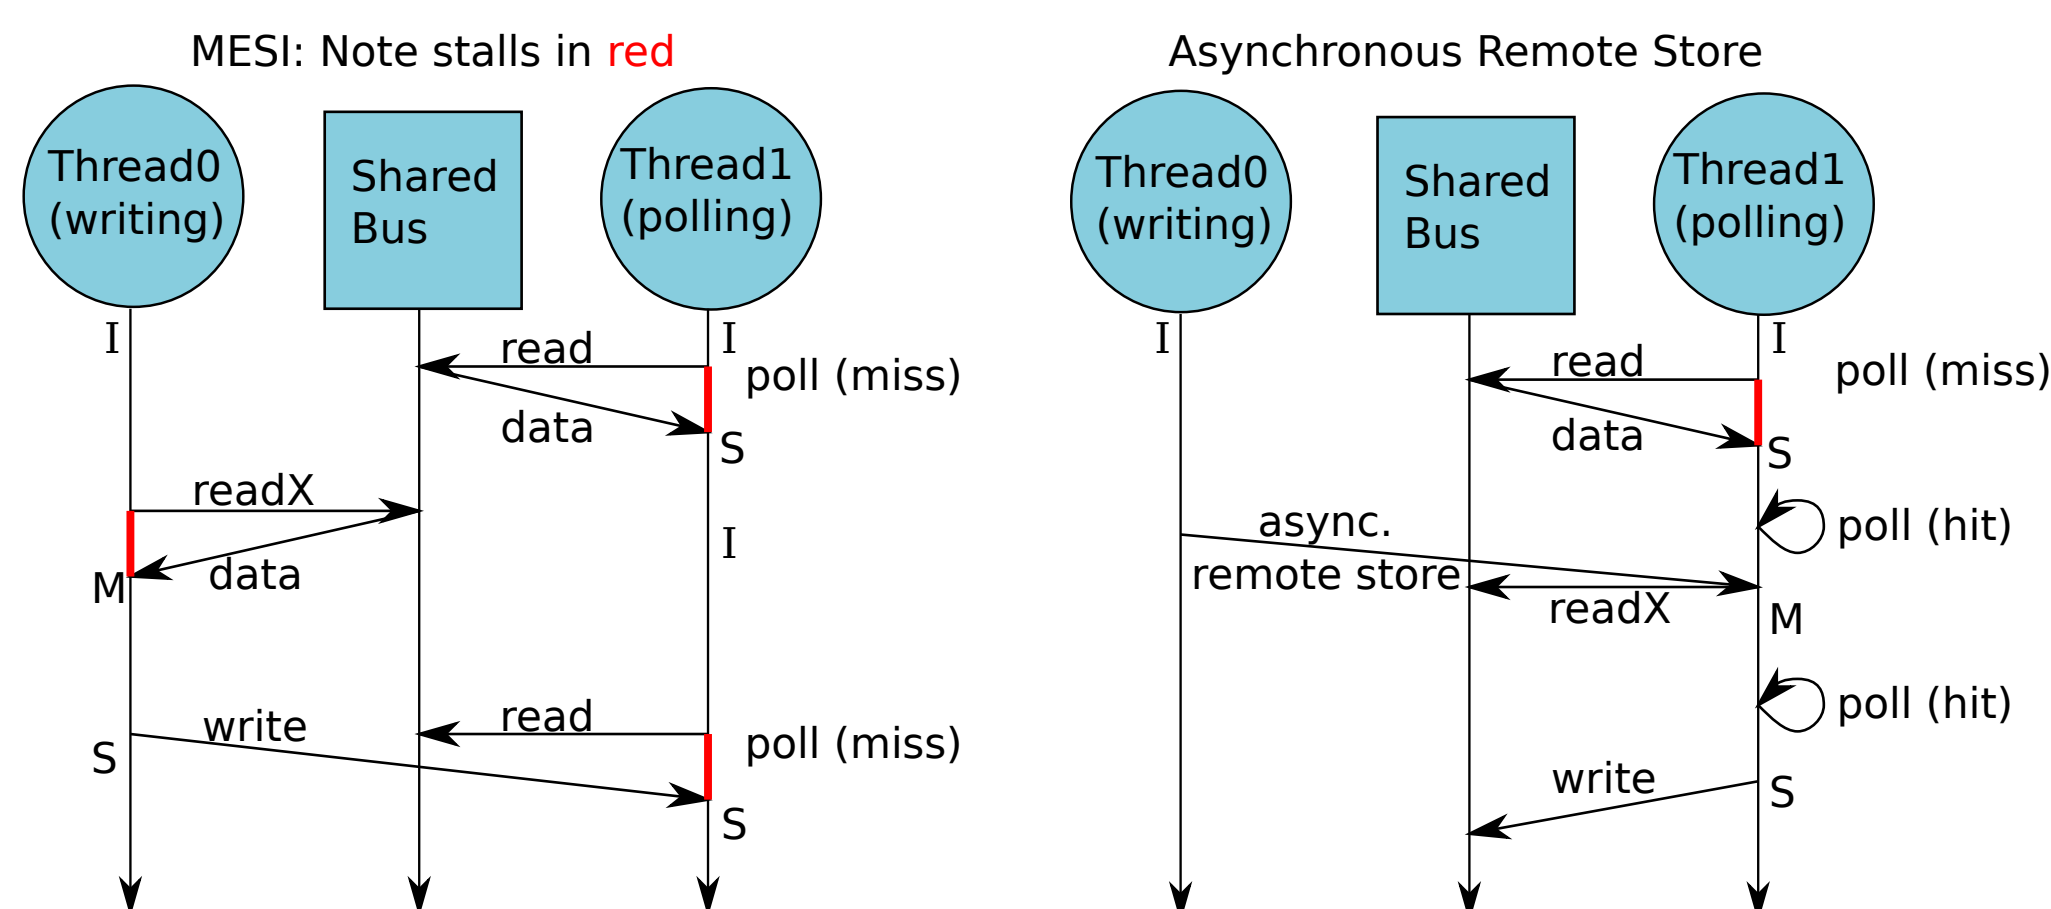 MESI: Note stalls in red
Thread0
(writing)
Shared
Bus
Thread1
(polling)
I
I
read
poll (miss)
data
S
readX
I
data
M
read
write
poll (miss)
S
S
Asynchronous Remote Store
Thread0
(writing)
Shared
Bus
Thread1
(polling)
I
I
read
poll (miss)
data
S
async.
poll (hit)
remote store
readX
M
poll (hit)
write
S